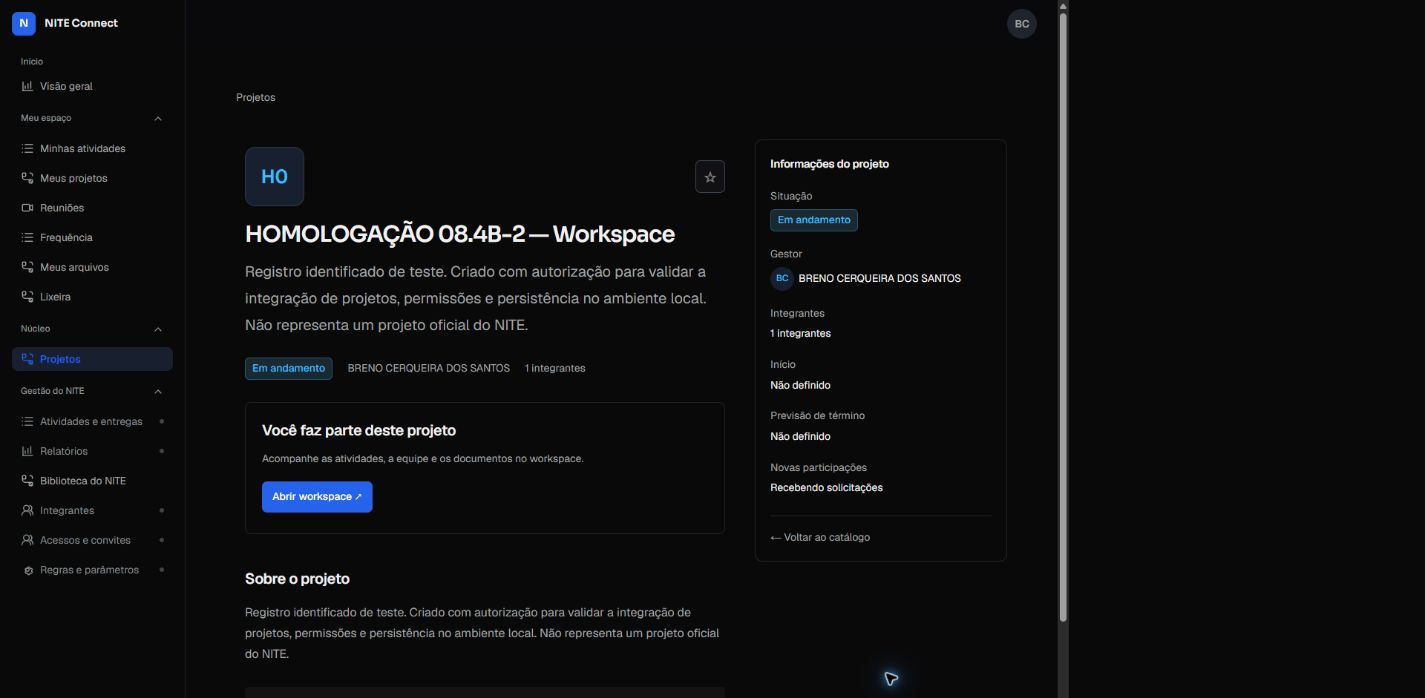 N NITE Connect
Início
Visão geral
Meu espaço
Minhas atividades
Meus projetos
Reuniões
Frequência
Meus arquivos
Lixeira
Núcleo
Projetos
Gestão do NITE
Atividades e entregas
Relatórios
Biblioteca do NITE
Integrantes
Acessos e convites
Regras e parâmetros
BC
Projetos
H0
HOMOLOGAÇÃO 08.4B-2 — Workspace
Registro identificado de teste. Criado com autorização para validar a
integração de projetos, permissões e persistência no ambiente local.
Não representa um projeto oficial do NITE.
Em andamento BRENO CERQUEIRA DOS SANTOS 1 integrantes
Você faz parte deste projeto
Acompanhe as atividades, a equipe e os documentos no workspace.
Abrir workspace ↗
Sobre o projeto
Registro identificado de teste. Criado com autorização para validar a integração de
projetos, permissões e persistência no ambiente local. Não representa um projeto oficial
do NITE.
Informações do projeto
Situação
Em andamento
Gestor
BC BRENO CERQUEIRA DOS SANTOS
Integrantes
1 integrantes
Início
Não definido
Previsão de término
Não definido
Novas participações
Recebendo solicitações
← Voltar ao catálogo